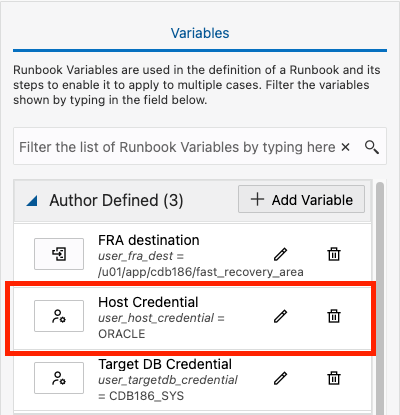 Variables
Runbook Variables are used in the definition of a Runbook and its
steps to enable it to apply to multiple cases. Filter the variables
shown by typing in the field below.
Filter the list of Runbook Variables by typing here ×
Author Defined (3)
+ Add Variable
FRA destination
user_fra_dest =
/u01/app/cdb186/fast_recovery_area
Host Credential
user_host_credential =
ORACLE
Target DB Credential
user_targetdb_credential
= CDB186_SYS